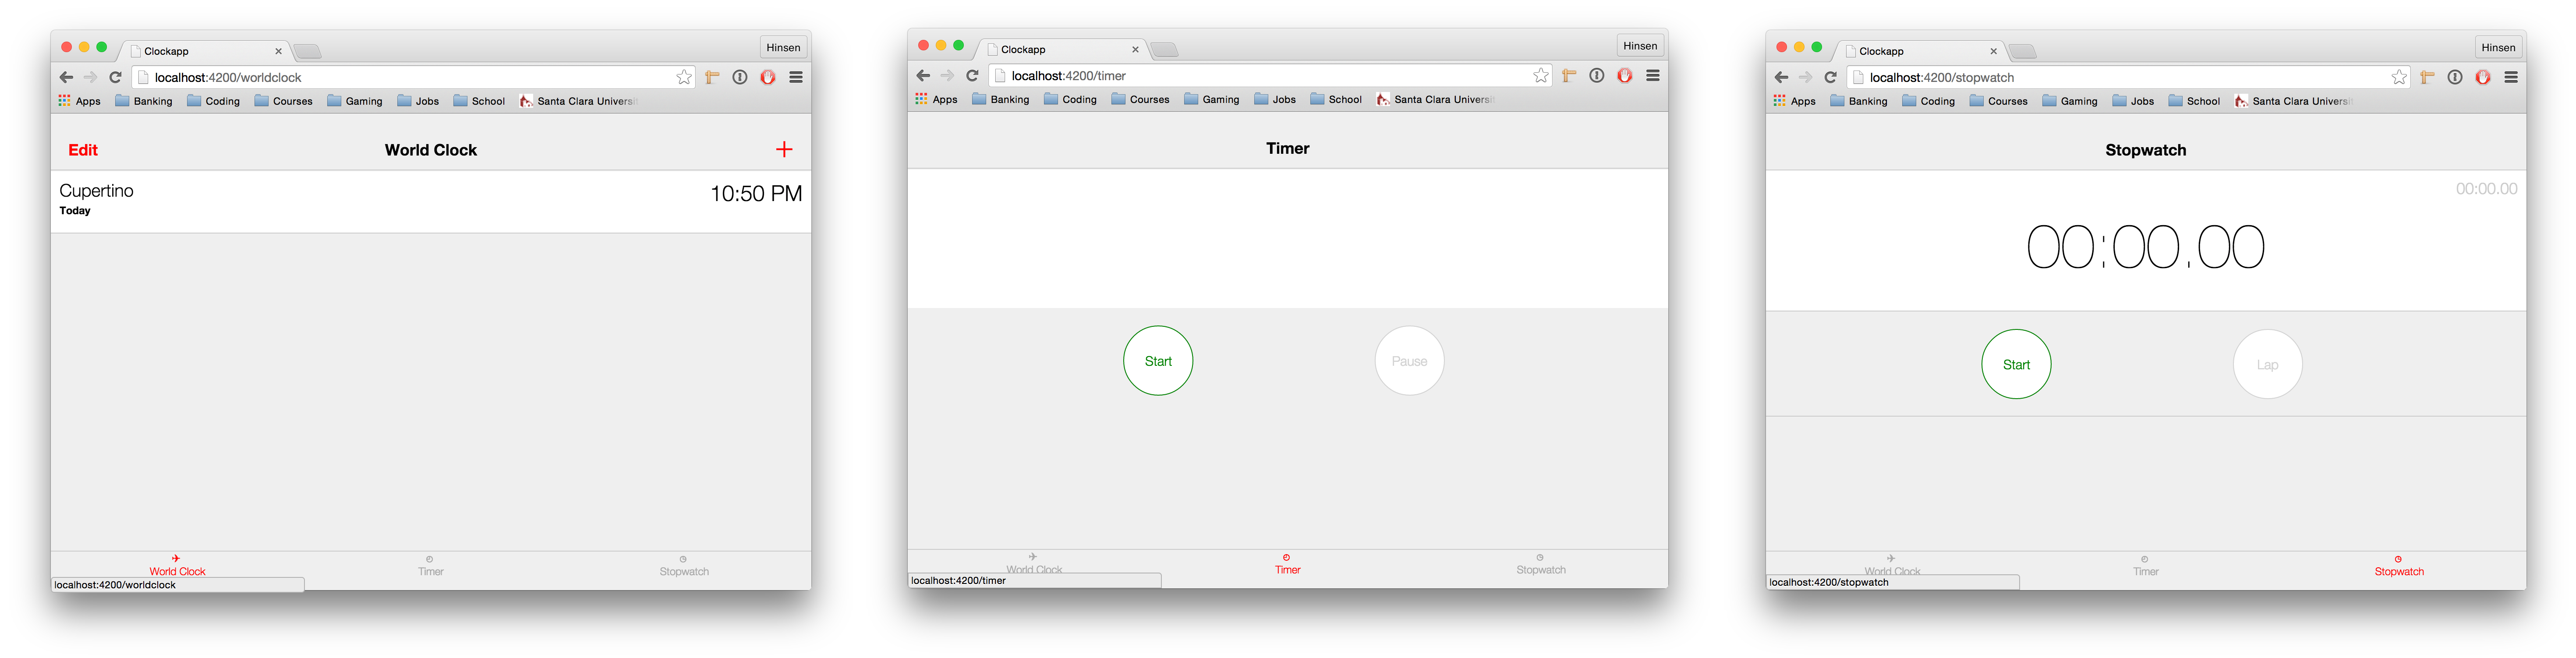 Clockapp
Hinsen
localhost:4200/worldclock
Apps Banking Coding Courses Gaming Jobs School Santa Clara Universi
Edit World Clock +
Cupertino 10:50 PM
Today
World Clock Timer Stopwatch
localhost:4200/worldclock
Clockapp
Hinsen
localhost:4200/timer
Apps Banking Coding Courses Gaming Jobs School Santa Clara Universi
Timer
Start Pause
World Clock Timer Stopwatch
localhost:4200/timer
Clockapp
Hinsen
localhost:4200/stopwatch
Apps Banking Coding Courses Gaming Jobs School Santa Clara Universi
Stopwatch
00:00.00
00:00.00
Start Lap
World Clock Timer Stopwatch
localhost:4200/stopwatch